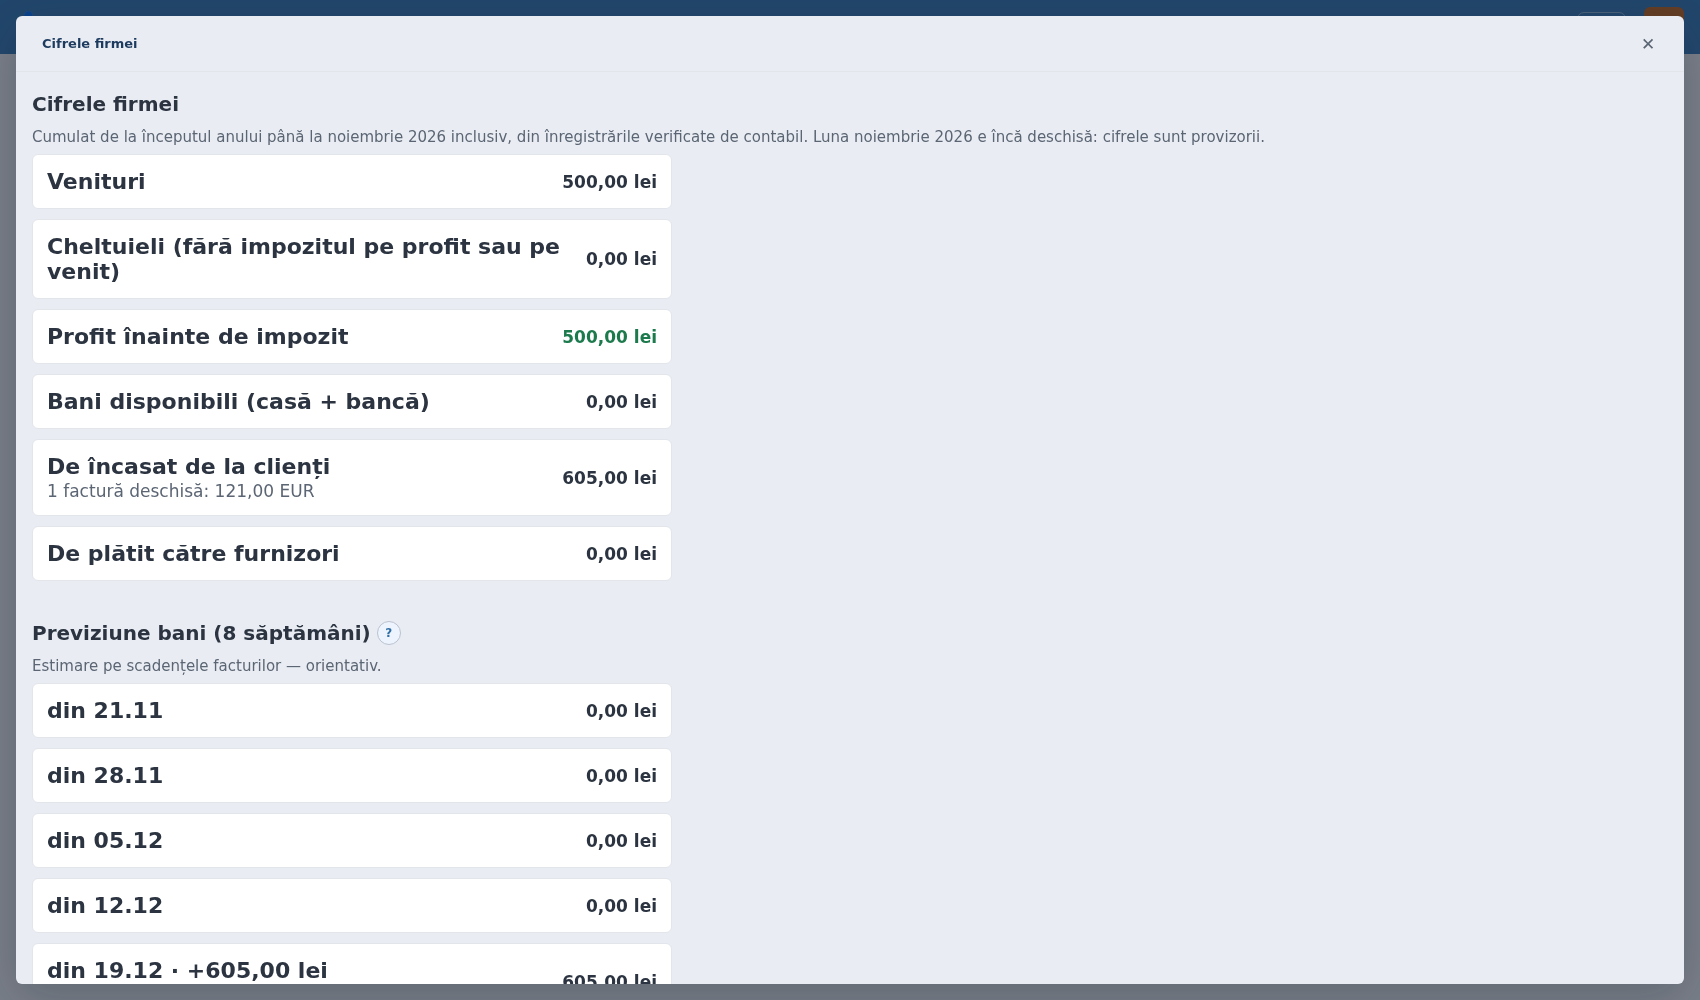 Cifrele firmei
✕
Cifrele firmei
Cumulat de la începutul anului până la noiembrie 2026 inclusiv, din înregistrările verificate de contabil. Luna noiembrie 2026 e încă deschisă: cifrele sunt provizorii.
Venituri 500,00 lei
Cheltuieli (fără impozitul pe profit sau pe
venit) 0,00 lei
Profit înainte de impozit 500,00 lei
Bani disponibili (casă + bancă) 0,00 lei
De încasat de la clienți 605,00 lei
1 factură deschisă: 121,00 EUR
De plătit către furnizori 0,00 lei
Previziune bani (8 săptămâni) ?
Estimare pe scadențele facturilor — orientativ.
din 21.11 0,00 lei
din 28.11 0,00 lei
din 05.12 0,00 lei
din 12.12 0,00 lei
din 19.12 · +605,00 lei 605,00 lei